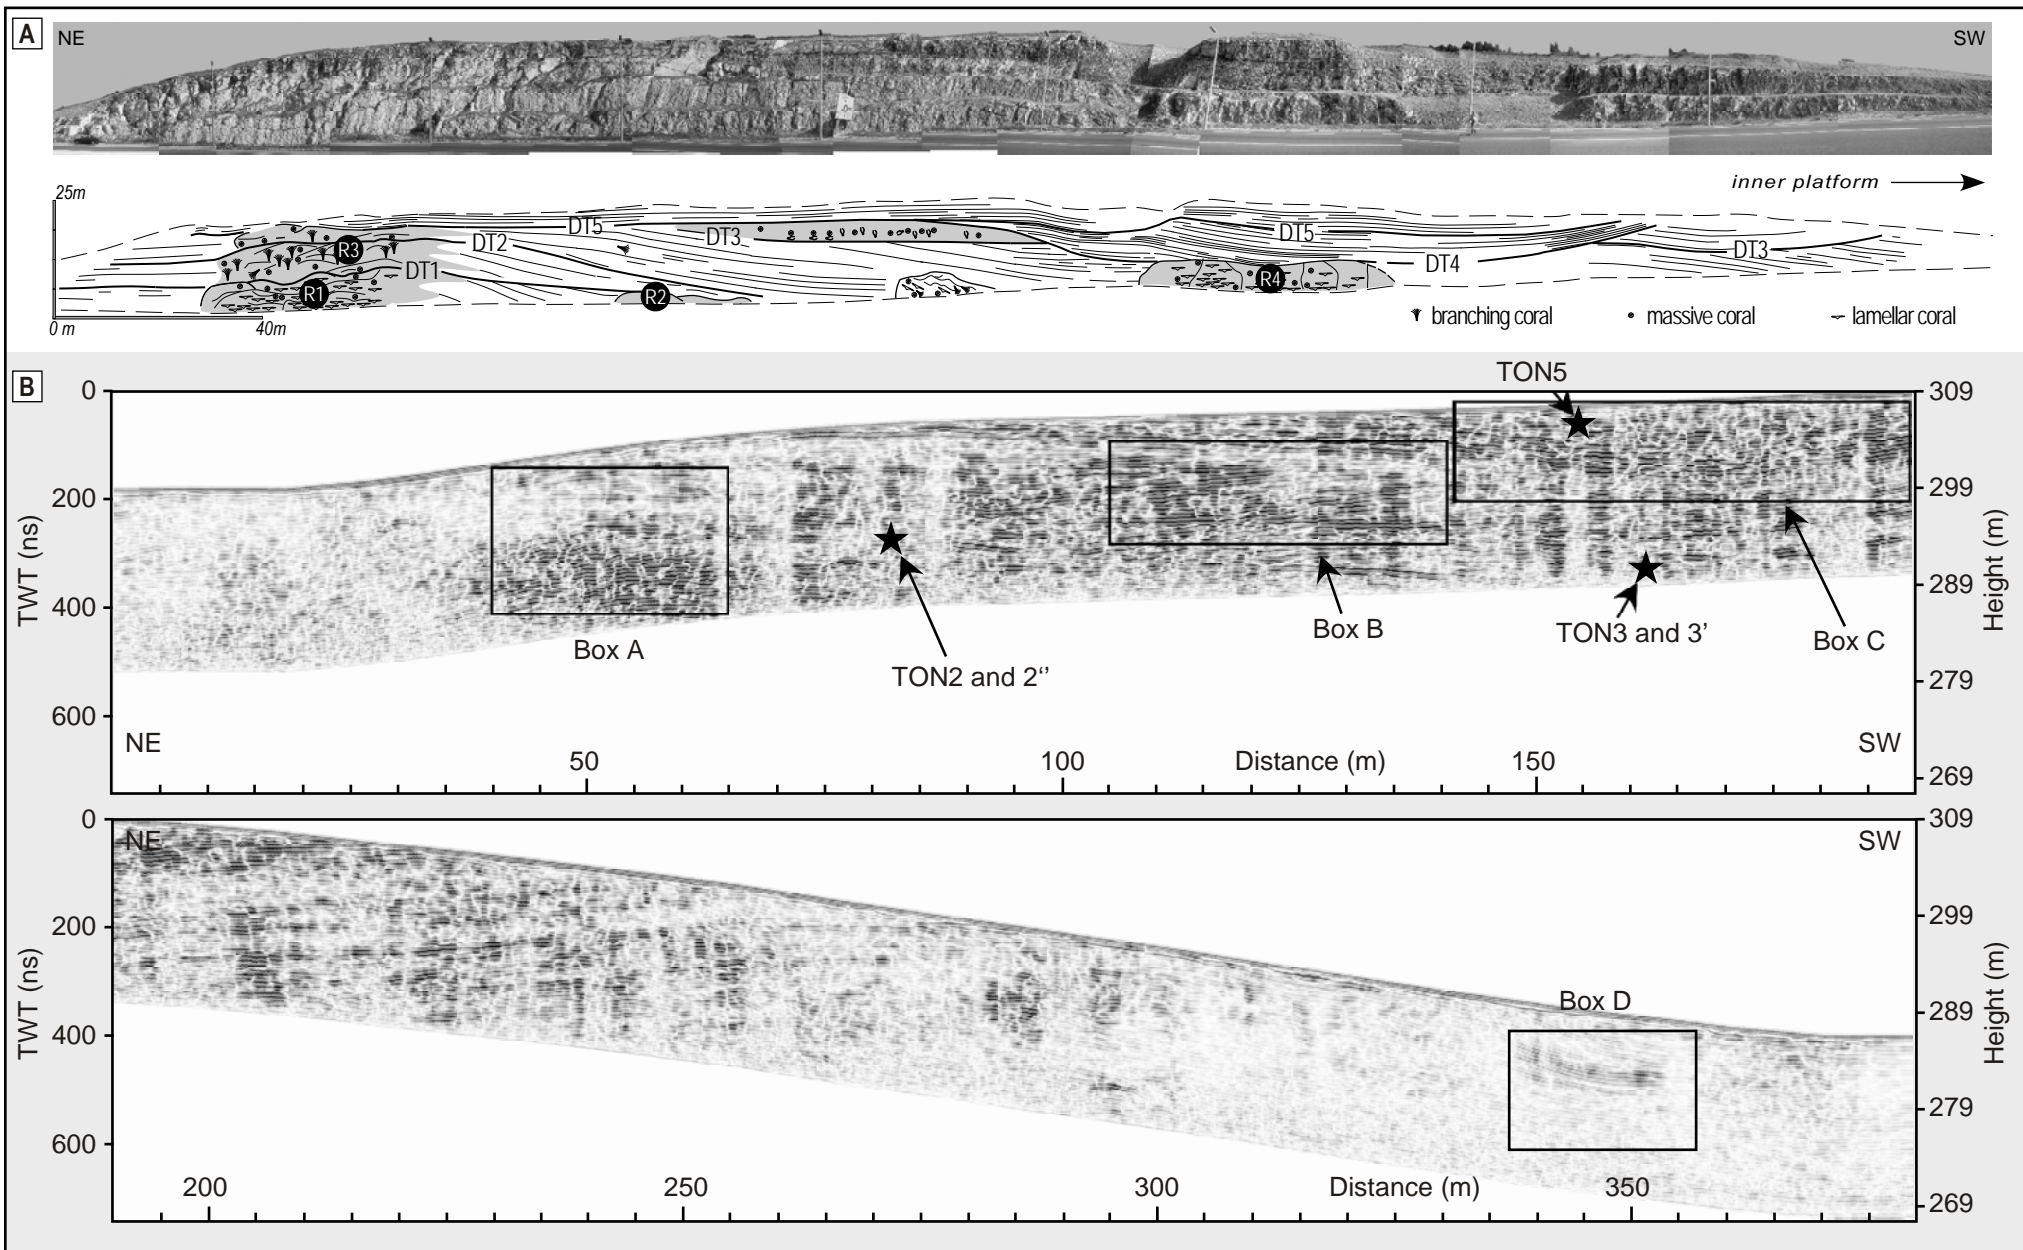 A
NE
SW
25m
inner platform
DT5
DT3
DT2
DT1
DT5
DT4
DT3
R3
R1
R2
R4
0 m
40m
branching coral
massive coral
lamellar coral
B
TON5
0
200
400
600
TWT (ns)
309
299
289
279
269
Height (m)
Box A
TON2 and 2‘’
Box B
TON3 and 3’
Box C
NE
SW
50
100
Distance (m)
150
0
200
400
600
TWT (ns)
NE
SW
309
299
289
279
269
Height (m)
Box D
200
250
300
Distance (m)
350